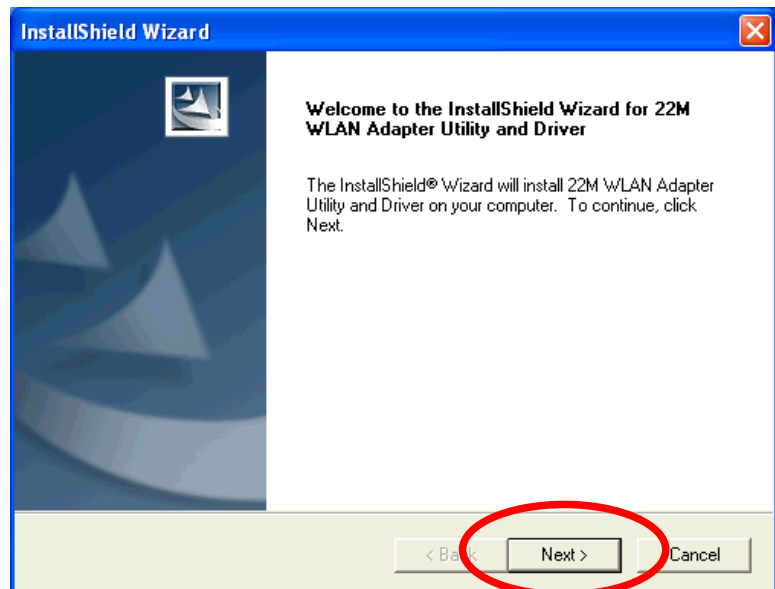 InstallShield Wizard
Welcome to the InstallShield Wizard for 22M
WLAN Adapter Utility and Driver
The InstallShield® Wizard will install 22M WLAN Adapter
Utility and Driver on your computer. To continue, click
Next.
< Back Next > Cancel